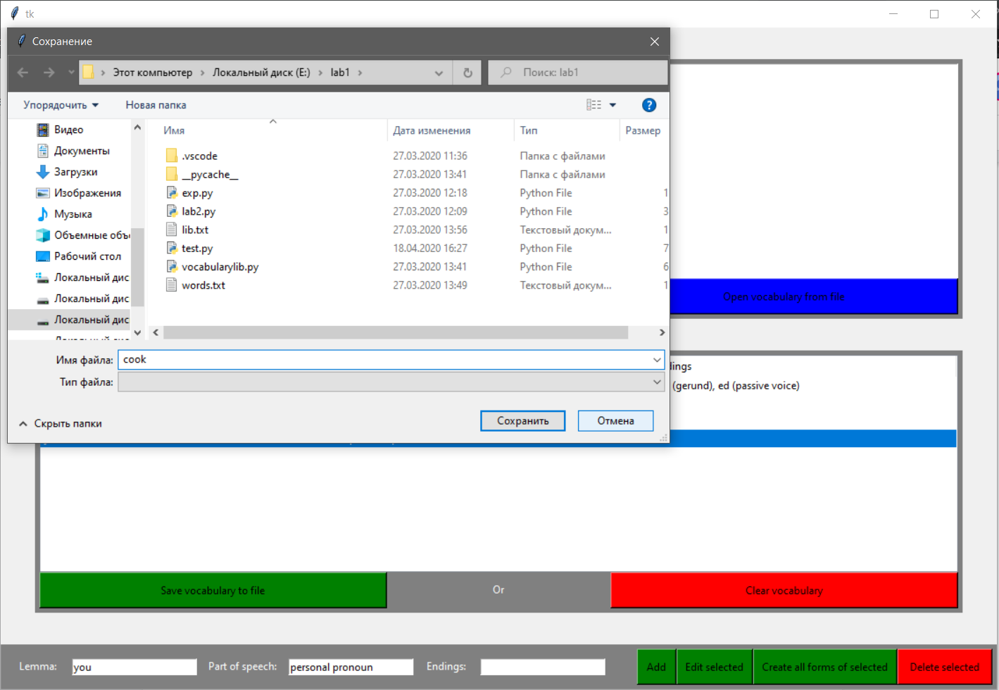 tk
Сохранение
Этот компьютер
Локальный диск (E:)
lab1
Поиск: lab1
Упорядочить
Новая папка
?
Видео
Документы
Загрузки
Изображения
Музыка
Объемные объ
Рабочий стол
Локальный дис
Локальный дис
Локальный дис
Имя Дата изменения Тип Размер
.vscode 27.03.2020 11:36 Папка с файлами
__pycache__ 27.03.2020 13:41 Папка с файлами
exp.py 27.03.2020 12:18 Python File 1
lab2.py 27.03.2020 12:09 Python File 3
lib.txt 27.03.2020 13:56 Текстовый докум... 1
test.py 18.04.2020 16:27 Python File 7
vocabularylib.py 27.03.2020 13:41 Python File 6
words.txt 27.03.2020 13:49 Текстовый докум... 1
Имя файла: cook
Тип файла:
Скрыть папки
Сохранить
Отмена
Open vocabulary from file
dings
(gerund), ed (passive voice)
Save vocabulary to file
Or
Clear vocabulary
Lemma: you
Part of speech: personal pronoun
Endings:
Add
Edit selected
Create all forms of selected
Delete selected